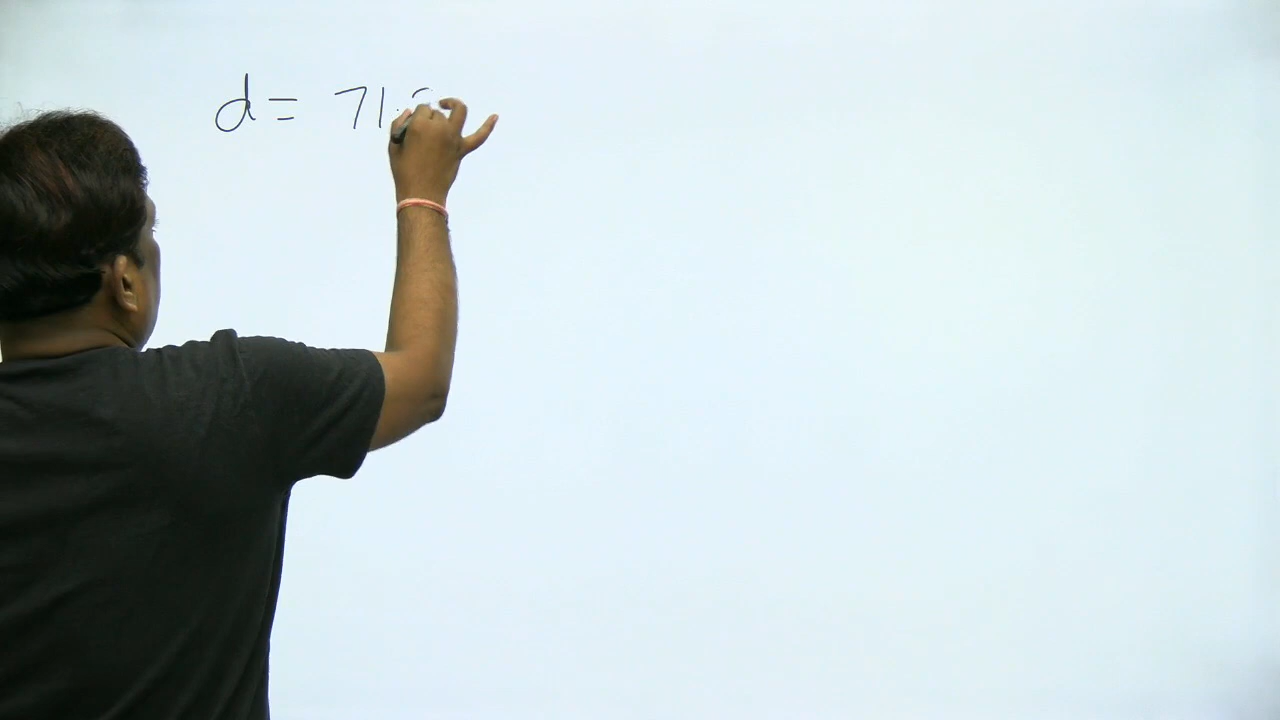 d = 71.